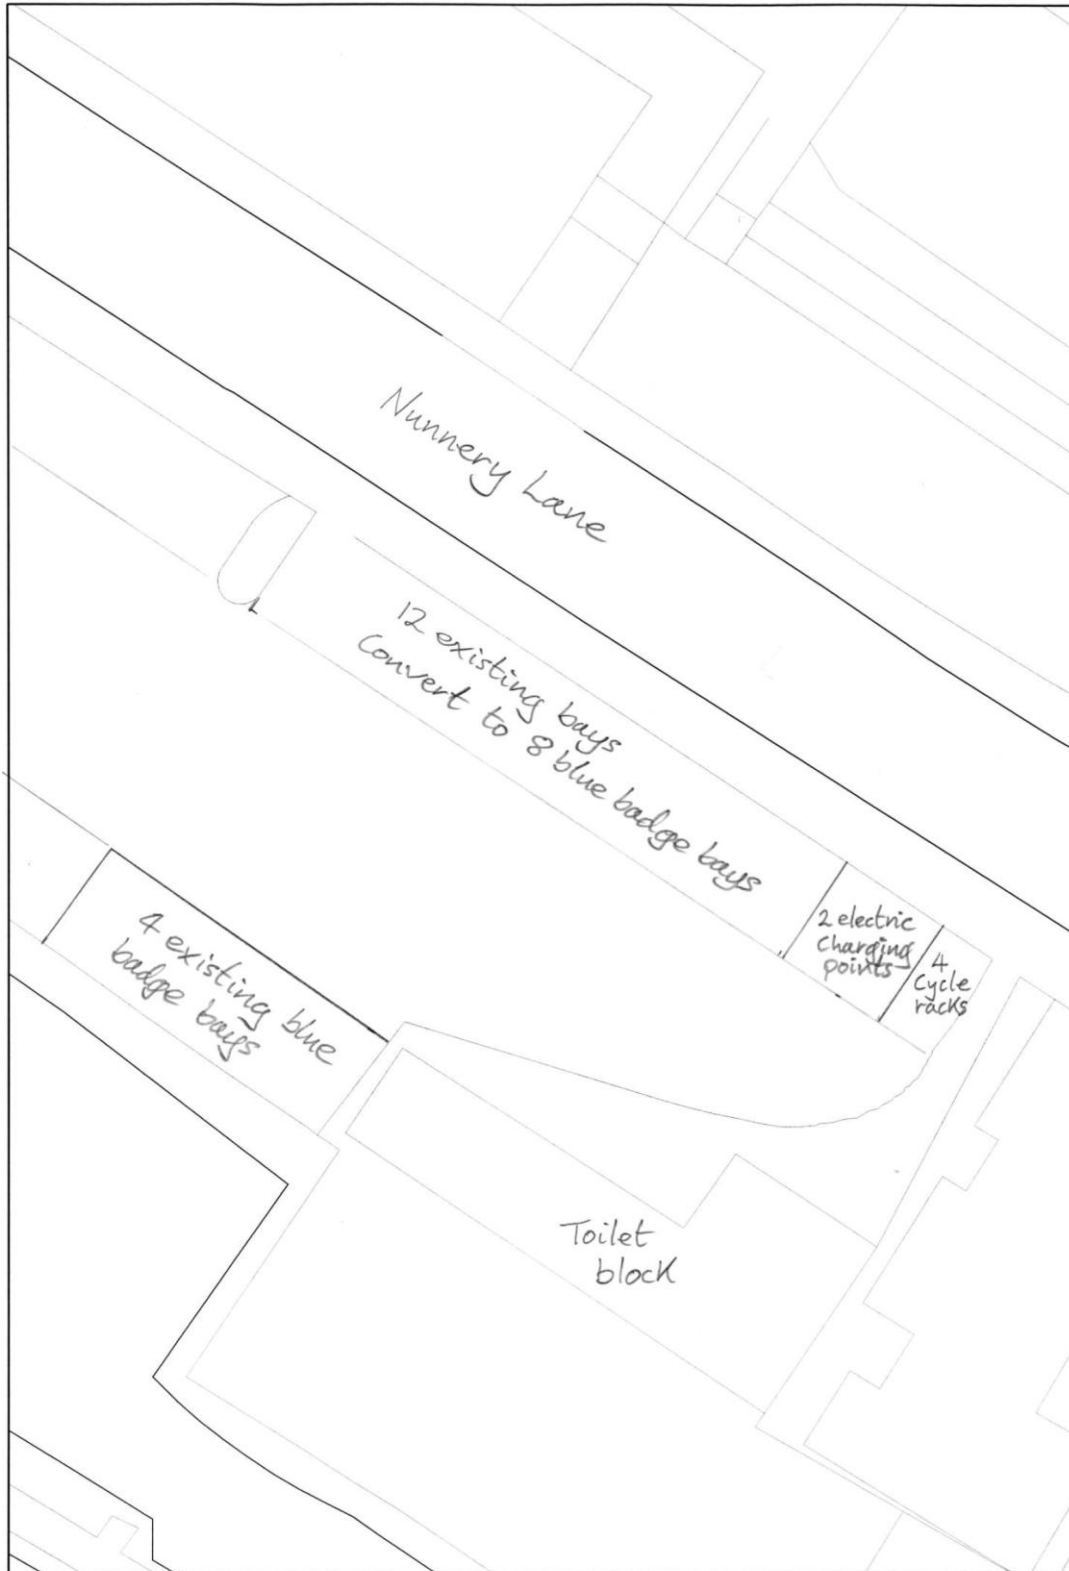 Nunnery Lane
12 existing bays
Convert to 8 blue badge bays
2 electric
Charging
points
4
Cycle
racks
4 existing blue
badge bays
Toilet
block